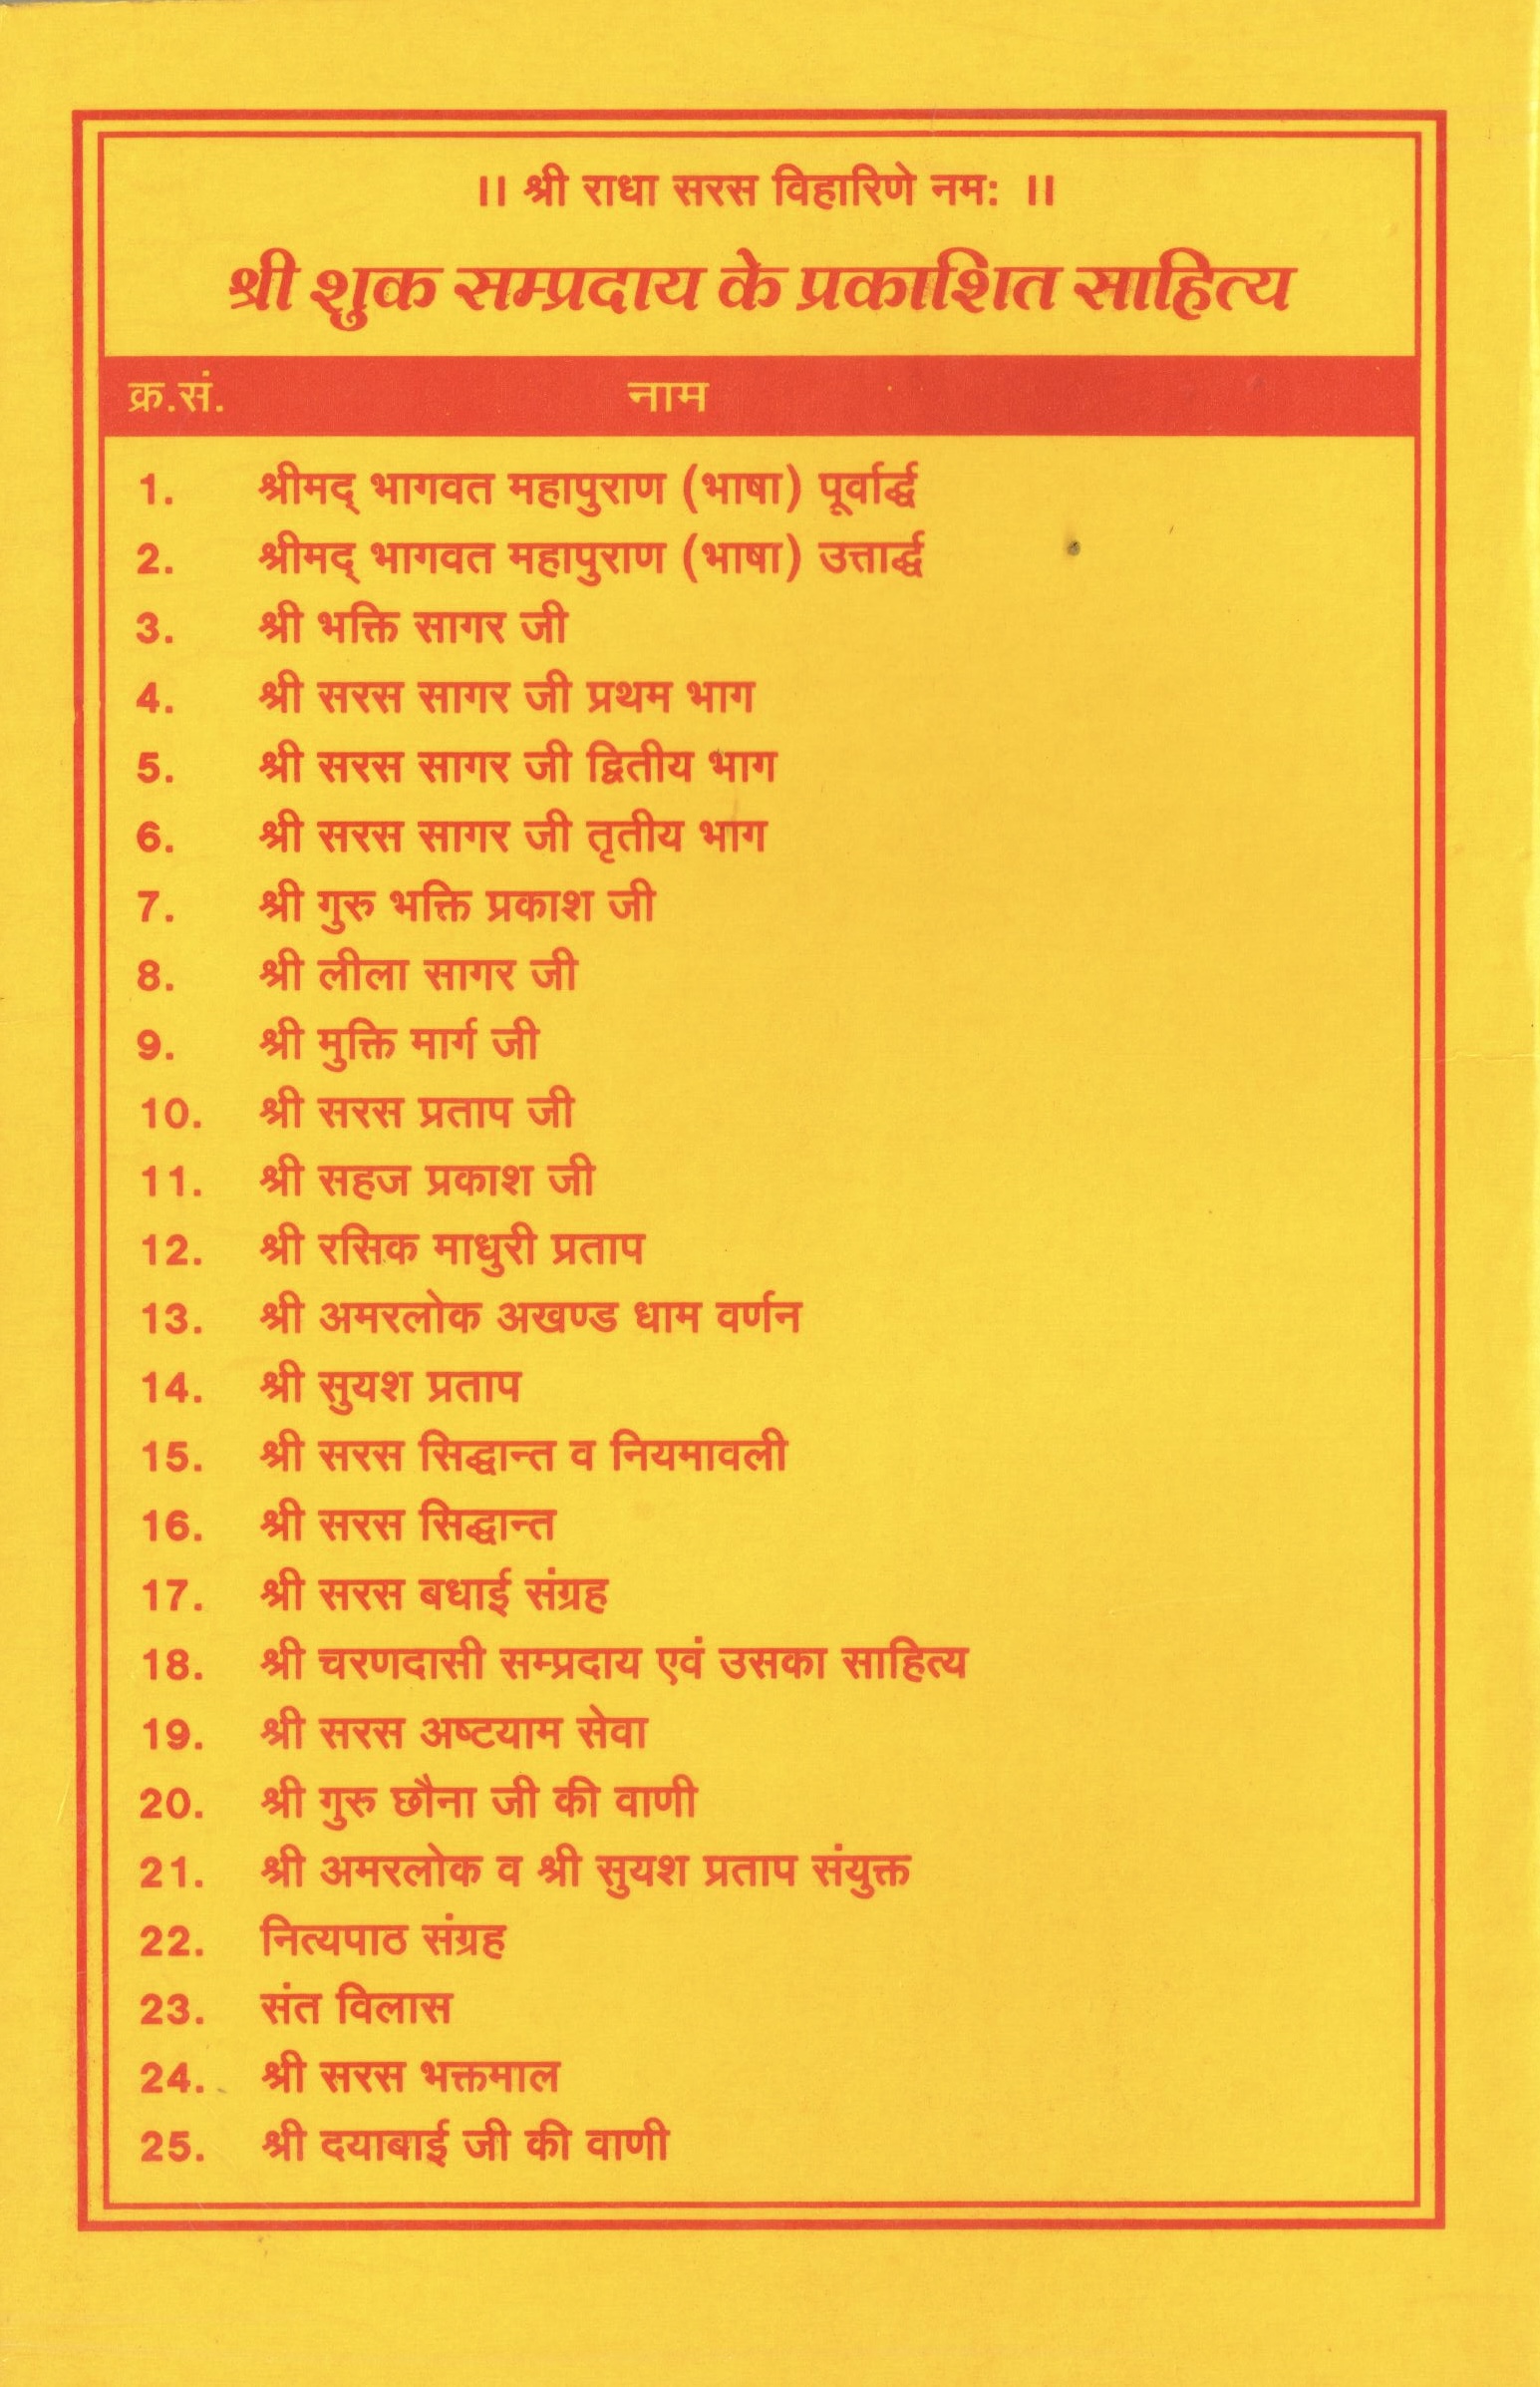 ।। श्री राधा सरस विहारिणे नमः ।।
श्री शुक सम्प्रदाय के प्रकाशित साहित्य
क्र.सं. नाम
1. श्रीमद् भागवत महापुराण (भाषा) पूर्वार्द्ध
2. श्रीमद् भागवत महापुराण (भाषा) उत्तार्द्ध
3. श्री भक्ति सागर जी
4. श्री सरस सागर जी प्रथम भाग
5. श्री सरस सागर जी द्वितीय भाग
6. श्री सरस सागर जी तृतीय भाग
7. श्री गुरु भक्ति प्रकाश जी
8. श्री लीला सागर जी
9. श्री मुक्ति मार्ग जी
10. श्री सरस प्रताप जी
11. श्री सहज प्रकाश जी
12. श्री रसिक माधुरी प्रताप
13. श्री अमरलोक अखण्ड धाम वर्णन
14. श्री सुयश प्रताप
15. श्री सरस सिद्धान्त व नियमावली
16. श्री सरस सिद्धान्त
17. श्री सरस बधाई संग्रह
18. श्री चरणदासी सम्प्रदाय एवं उसका साहित्य
19. श्री सरस अष्टयाम सेवा
20. श्री गुरु छौना जी की वाणी
21. श्री अमरलोक व श्री सुयश प्रताप संयुक्त
22. नित्यपाठ संग्रह
23. संत विलास
24. श्री सरस भक्तमाल
25. श्री दयाबाई जी की वाणी